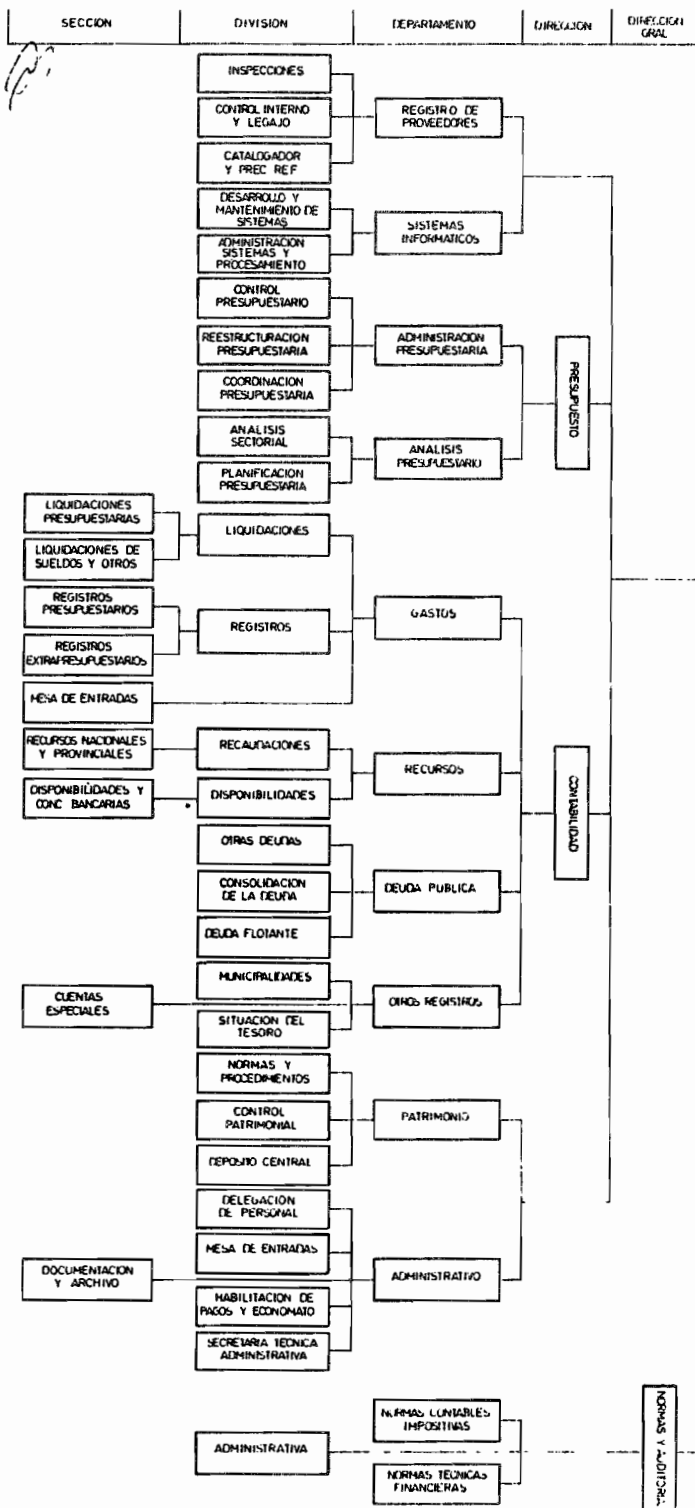 SECCION
DIVISION
DEPARTAMENTO
DIRECCION
DIRECCION
GRAL
INSPECCIONES
CONTROL INTERNO
Y LEGAJO
CATALOGADOR
Y PREC REF
REGISTRO DE
PROVEEDORES
DESARROLLO Y
MANTENIMIENTO DE
SISTEMAS
ADMINISTRACION
SISTEMAS Y
PROCESAMIENTO
SISTEMAS
INFORMATICOS
CONTROL
PRESUPUESTARIO
REESTRUCTURACION
PRESUPUESTARIA
COORDINACION
PRESUPUESTARIA
ADMINISTRACION
PRESUPUESTARIA
ANALISIS
SECTORIAL
PLANIFICACION
PRESUPUESTARIA
ANALISIS
PRESUPUESTARIO
PRESUPUESTO
LIQUIDACIONES
PRESUPUESTARIAS
LIQUIDACIONES DE
SUELDOS Y OTROS
LIQUIDACIONES
REGISTROS
PRESUPUESTARIOS
REGISTROS
EXTRAPRESUPUESTARIOS
REGISTROS
MESA DE ENTRADAS
GASTOS
RECURSOS NACIONALES
Y PROVINCIALES
RECAUDACIONES
DISPONIBILIDADES Y
CONC BANCARIAS
DISPONIBILIDADES
RECURSOS
CONTABILIDAD
OTRAS DEUDAS
CONSOLIDACION
DE LA DEUDA
DEUDA FLOTANTE
DEUDA PUBLICA
MUNICIPALIDADES
CUENTAS
ESPECIALES
SITUACION DEL
TESORO
OTROS REGISTROS
NORMAS Y
PROCEDIMIENTOS
CONTROL
PATRIMONIAL
DEPOSITO CENTRAL
PATRIMONIO
DELEGACION
DE PERSONAL
MESA DE ENTRADAS
DOCUMENTACION
Y ARCHIVO
HABILITACION DE
PAGOS Y ECONOMATO
SECRETARIA TECNICA
ADMINISTRATIVA
ADMINISTRATIVO
ADMINISTRATIVA
NORMAS CONTABLES
IMPOSITIVAS
NORMAS TECNICAS
FINANCIERAS
NORMAS Y AUDITORIA